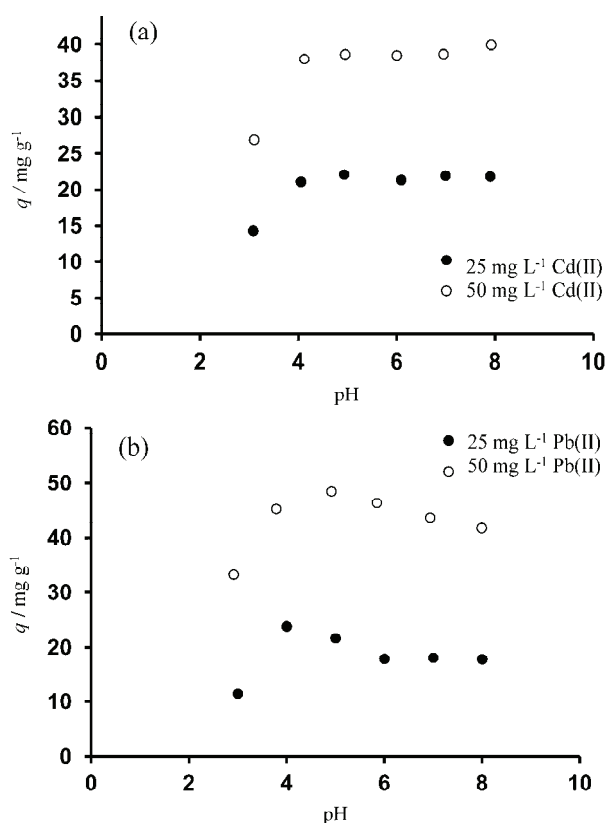 (a)
40
35
30
25
20
15
10
5
0
q / mg g⁻¹
25 mg L⁻¹ Cd(II)
50 mg L⁻¹ Cd(II)
0 2 4 6 8 10
pH
(b)
60
50
40
30
20
10
0
q / mg g⁻¹
25 mg L⁻¹ Pb(II)
50 mg L⁻¹ Pb(II)
0 2 4 6 8 10
pH